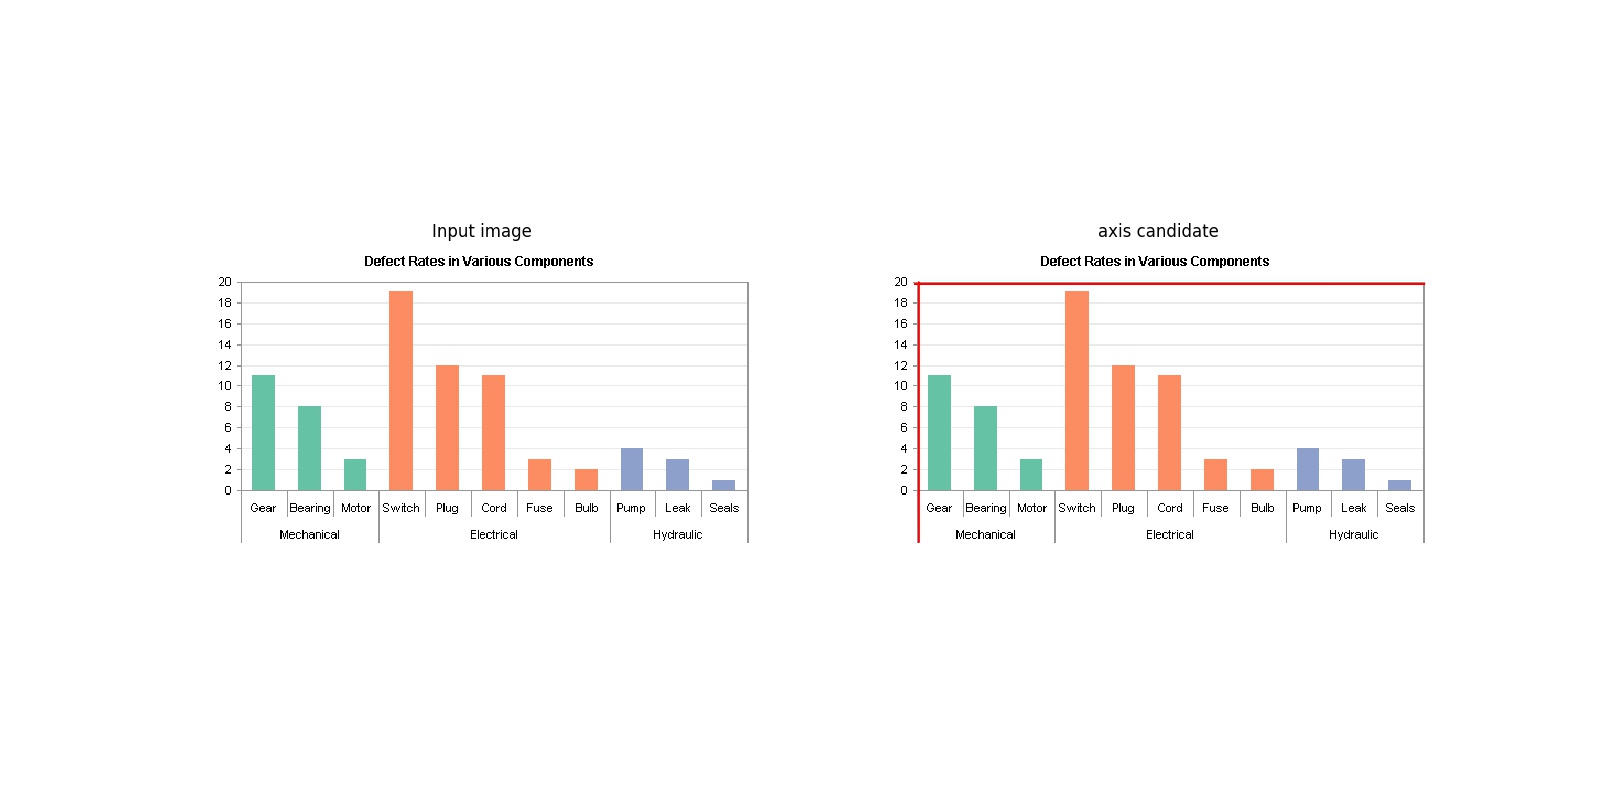 Input image
axis candidate
Defect Rates in Various Components
20
18
16
14
12
10
8
6
4
2
0
Gear Bearing Motor Switch Plug Cord Fuse Bulb Pump Leak Seals
Mechanical Electrical Hydraulic
Defect Rates in Various Components
20
18
16
14
12
10
8
6
4
2
0
Gear Bearing Motor Switch Plug Cord Fuse Bulb Pump Leak Seals
Mechanical Electrical Hydraulic